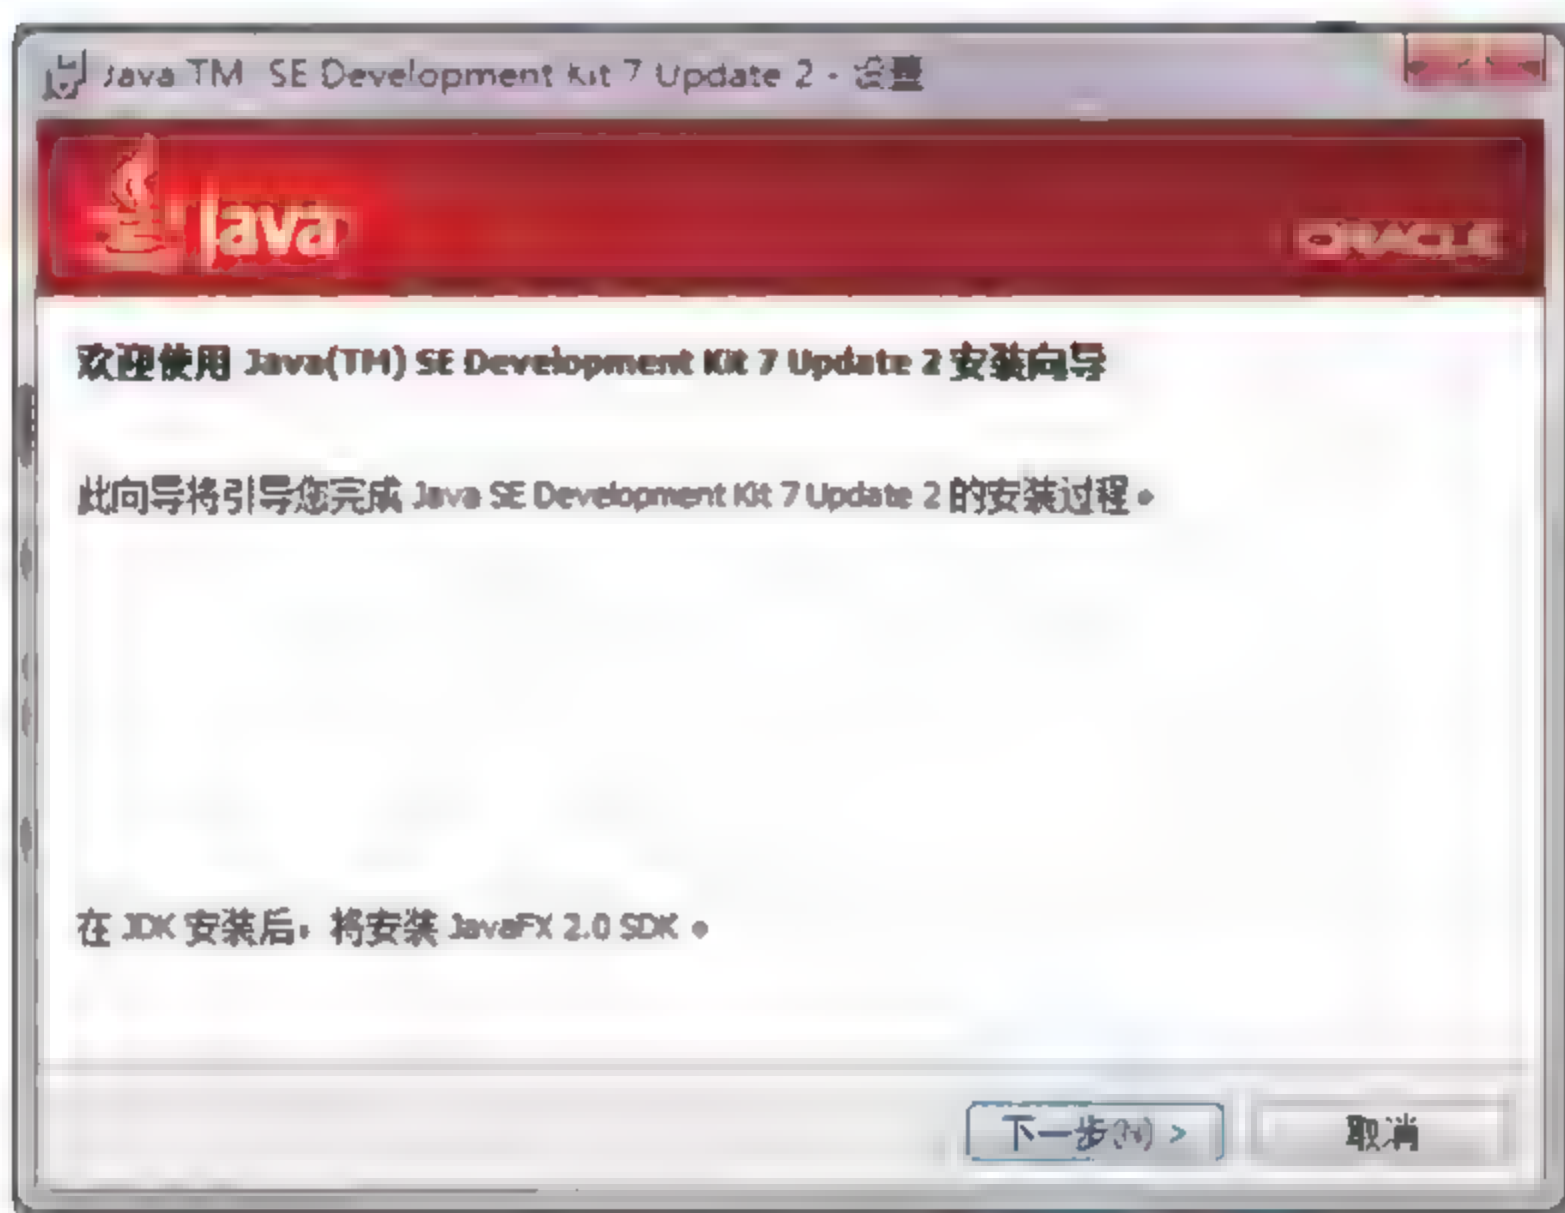 Java TM SE Development Kit 7 Update 2 - 设置
Java
ORACLE
欢迎使用 Java(TM) SE Development Kit 7 Update 2 安装向导
此向导将引导您完成 Java SE Development Kit 7 Update 2 的安装过程。
在 JDK 安装后，将安装 JavaFX 2.0 SDK 。
下一步(N) >
取消